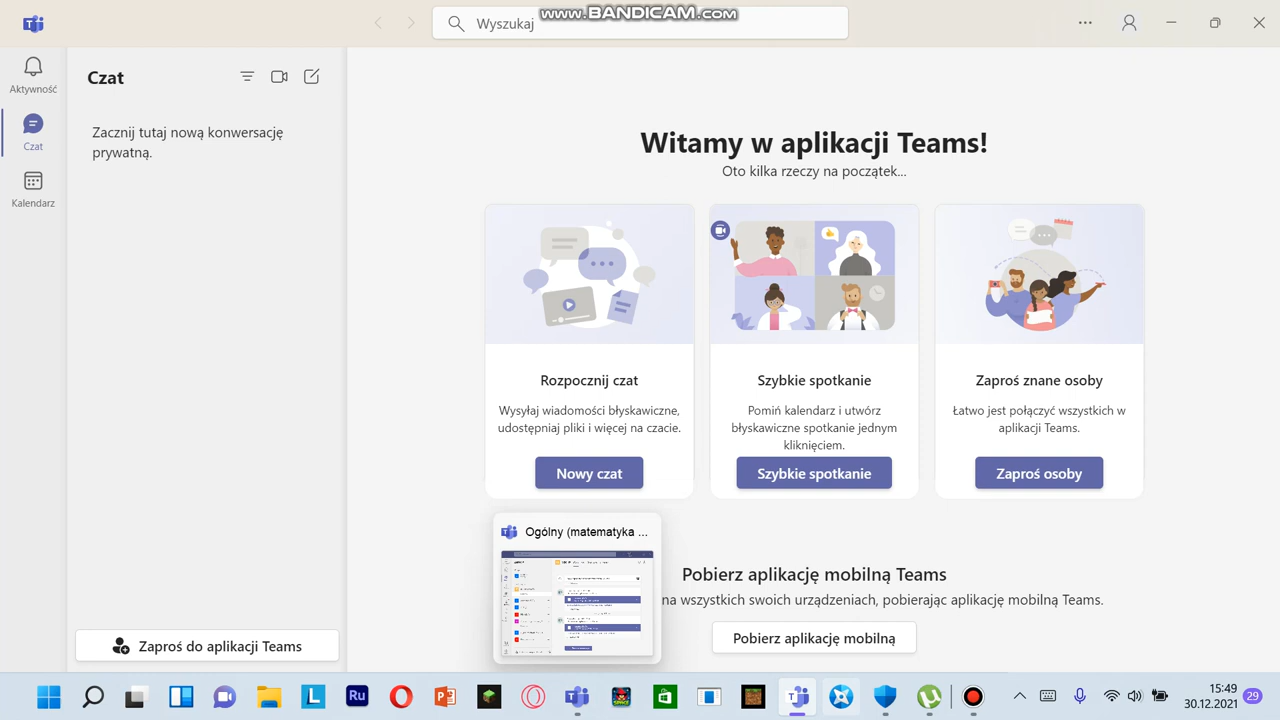 www.BANDICAM.com
Wyszukaj
Aktywność
Czat
Kalendarz
Czat
Zacznij tutaj nową konwersację
prywatną.
Zaproś do aplikacji Teams
Witamy w aplikacji Teams!
Oto kilka rzeczy na początek...
Rozpocznij czat
Wysyłaj wiadomości błyskawiczne,
udostępniaj pliki i więcej na czacie.
Nowy czat
Szybkie spotkanie
Pomiń kalendarz i utwórz
błyskawiczne spotkanie jednym
kliknięciem.
Szybkie spotkanie
Zaproś znane osoby
Łatwo jest połączyć wszystkich w
aplikacji Teams.
Zaproś osoby
Ogólny (matematyka ...
Pobierz aplikację mobilną Teams
na wszystkich swoich urządzeniach, pobierając aplikację mobilną Teams.
Pobierz aplikację mobilną
L
Ru
15:49
30.12.2021
29